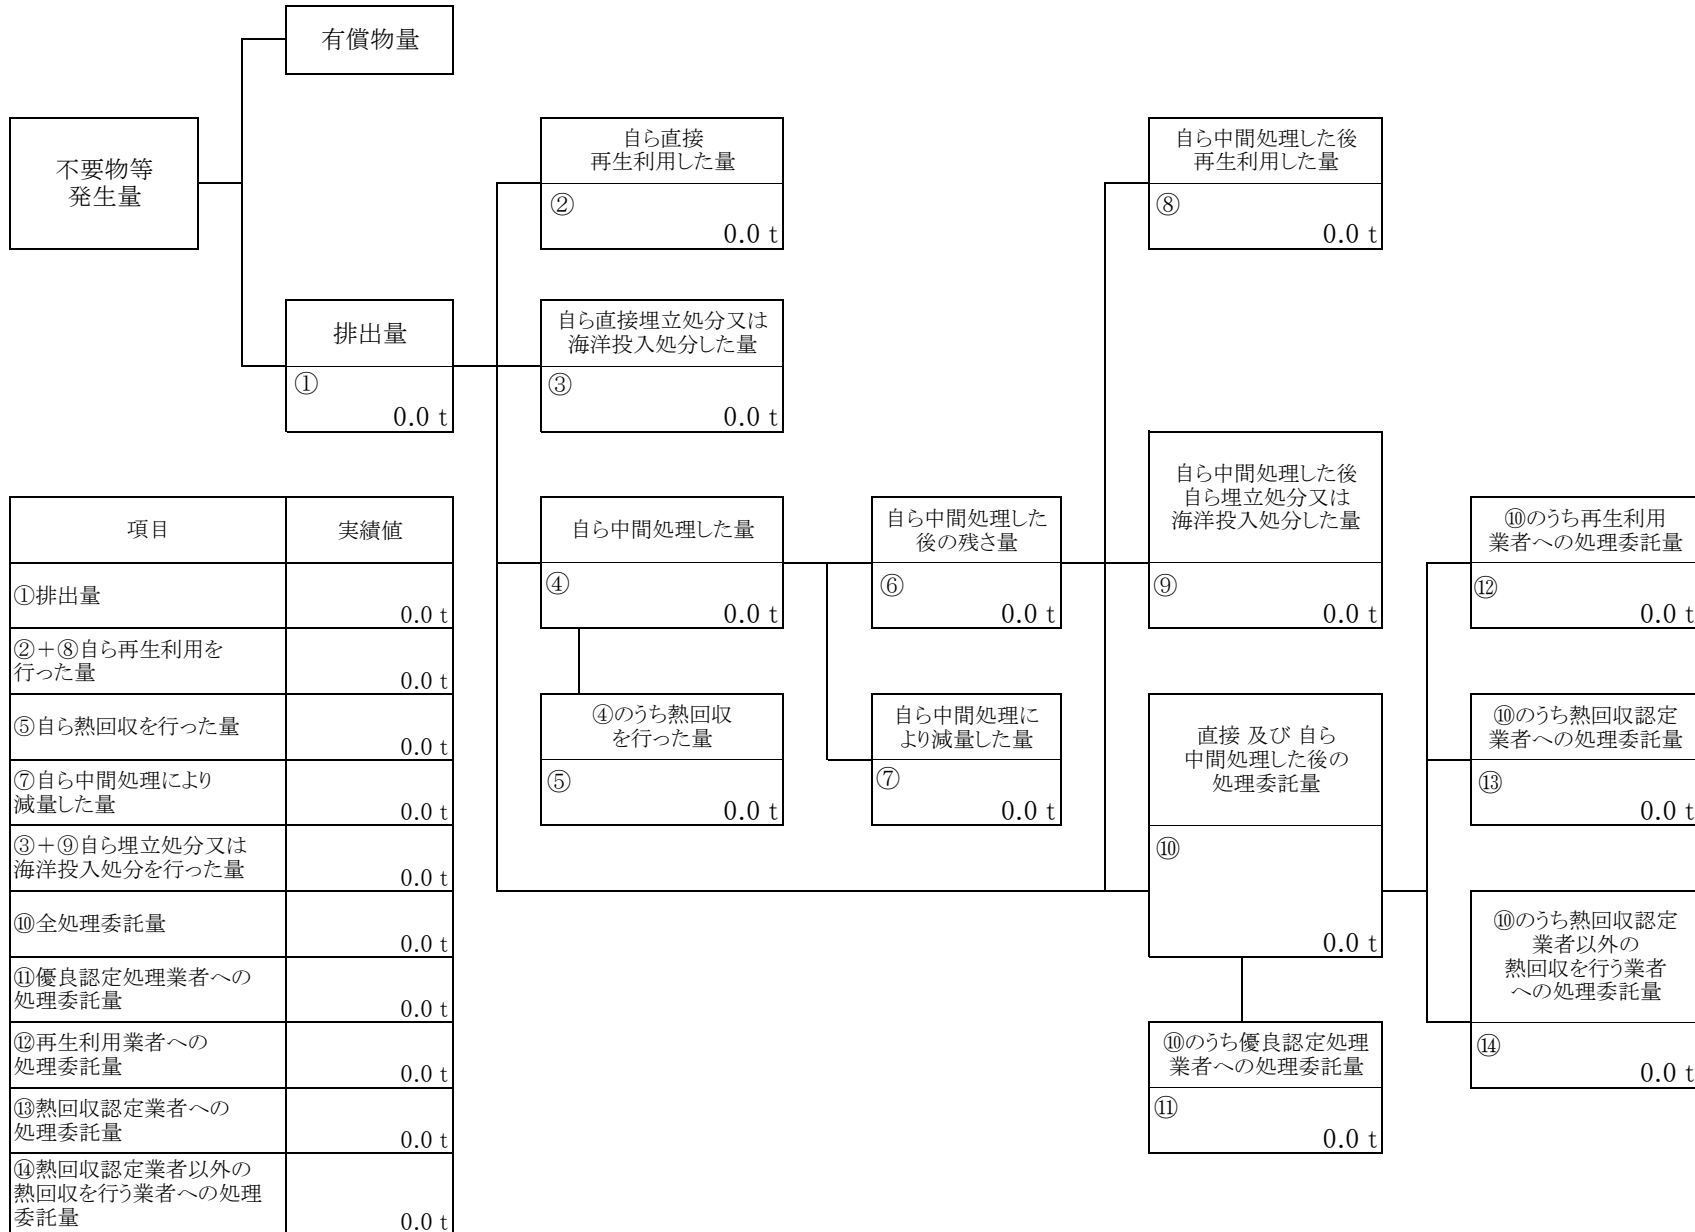 有償物量
不要物等
発生量
自ら直接
再生利用した量
②
0.0 t
自ら中間処理した後
再生利用した量
⑧
0.0 t
排出量
①
0.0 t
自ら直接埋立処分又は
海洋投入処分した量
③
0.0 t
自ら中間処理した量
④
0.0 t
自ら中間処理した
後の残さ量
⑥
0.0 t
自ら中間処理した後
自ら埋立処分又は
海洋投入処分した量
⑨
0.0 t
⑩のうち再生利用
業者への処理委託量
⑫
0.0 t
④のうち熱回収
を行った量
⑤
0.0 t
自ら中間処理に
より減量した量
⑦
0.0 t
直接 及び 自ら
中間処理した後の
処理委託量
⑩
0.0 t
⑩のうち熱回収認定
業者への処理委託量
⑬
0.0 t
⑩のうち熱回収認定
業者以外の
熱回収を行う業者
への処理委託量
⑭
0.0 t
⑩のうち優良認定処理
業者への処理委託量
⑪
0.0 t
項目
実績値
①排出量
0.0 t
②＋⑧自ら再生利用を
行った量
0.0 t
⑤自ら熱回収を行った量
0.0 t
⑦自ら中間処理により
減量した量
0.0 t
③＋⑨自ら埋立処分又は
海洋投入処分を行った量
0.0 t
⑩全処理委託量
0.0 t
⑪優良認定処理業者への
処理委託量
0.0 t
⑫再生利用業者への
処理委託量
0.0 t
⑬熱回収認定業者への
処理委託量
0.0 t
⑭熱回収認定業者以外の
熱回収を行う業者への処理
委託量
0.0 t